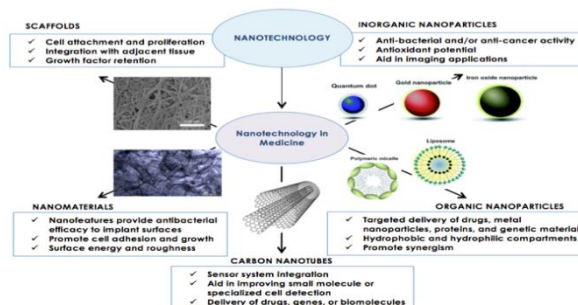 SCAFFOLDS
✓ Cell attachment and proliferation
✓ Integration with adjacent tissue
✓ Growth factor retention
NANOTECHNOLOGY
INORGANIC NANOPARTICLES
✓ Anti-bacterial and/or anti-cancer activity
✓ Antioxidant potential
✓ Aid in imaging applications
Quantum dot
Gold nanoparticle
Iron oxide nanoparticle
Nanotechnology in
Medicine
Polymeric micelle
Liposome
NANOMATERIALS
✓ Nanofeatures provide antibacterial
efficacy to implant surfaces
✓ Promote cell adhesion and growth
✓ Surface energy and roughness
ORGANIC NANOPARTICLES
✓ Targeted delivery of drugs, metal
nanoparticles, proteins, and genetic material
✓ Hydrophobic and hydrophilic compartments
✓ Promote synergism
CARBON NANOTUBES
✓ Sensor system integration
✓ Aid in improving small molecule or
specialized cell detection
✓ Delivery of drugs, genes, or biomolecules